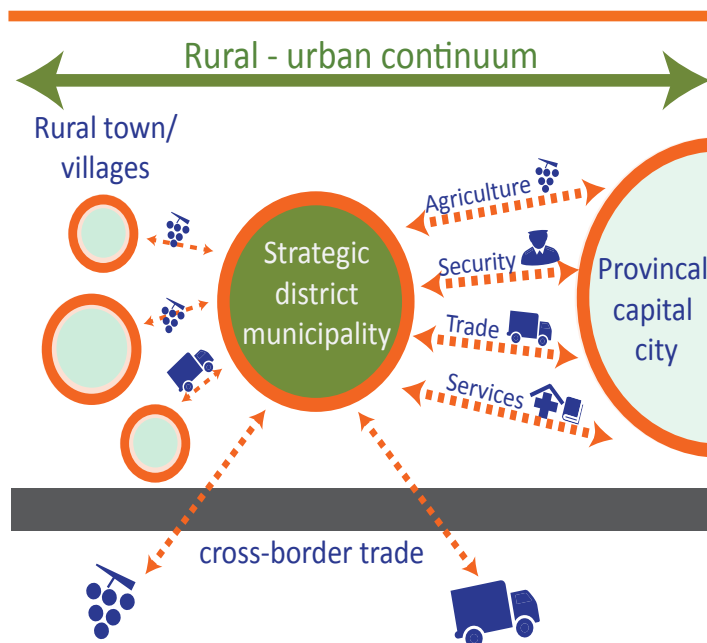 Rural - urban continuum
Rural town/
villages
Agriculture
Security
Trade
Services
Strategic
district
municipality
Provincal
capital
city
cross-border trade